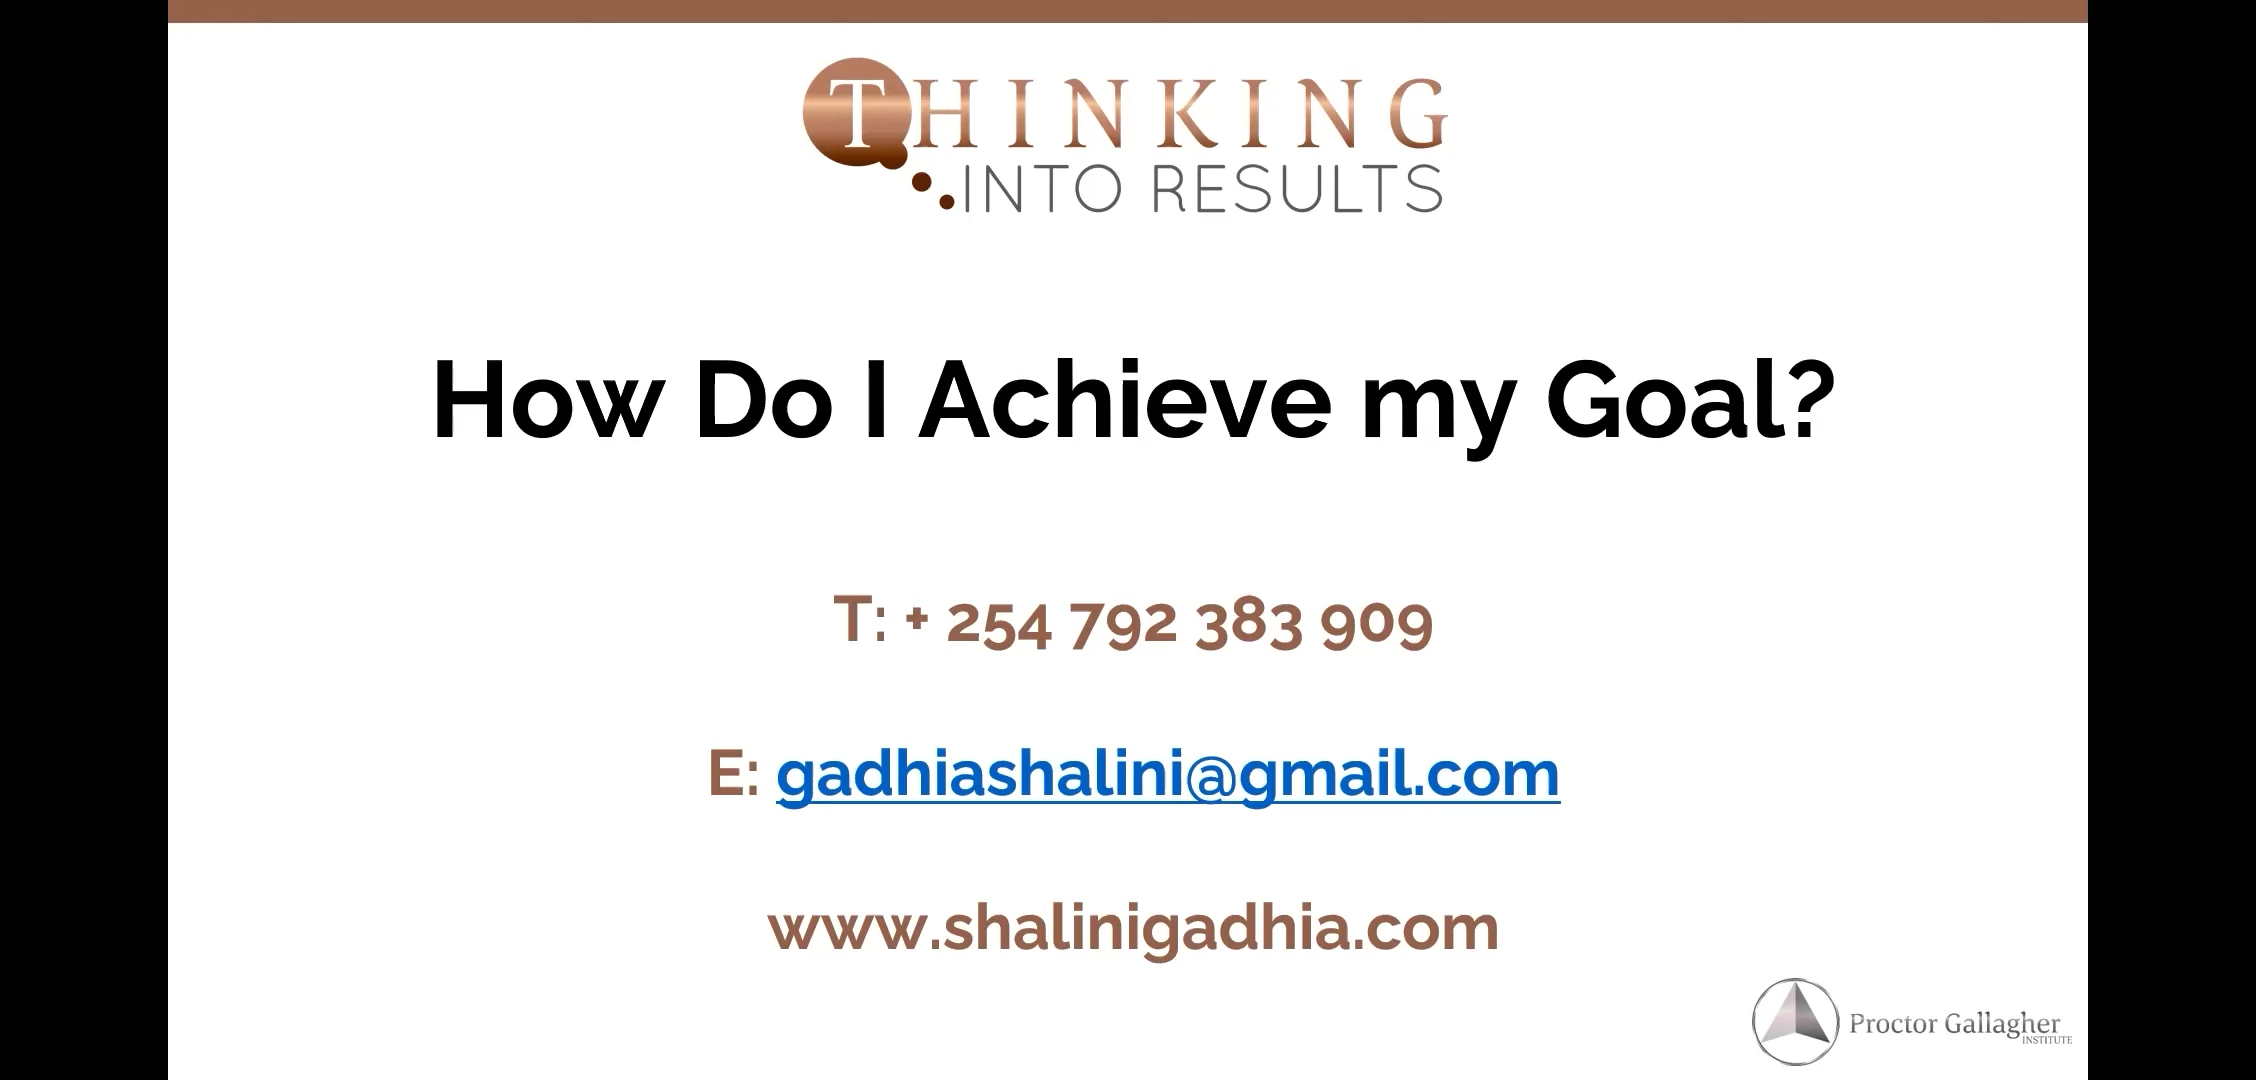 THINKING
INTO RESULTS
How Do I Achieve my Goal?
T: + 254 792 383 909
E: gadhiashalini@gmail.com
www.shalinigadhia.com
Proctor Gallagher
INSTITUTE